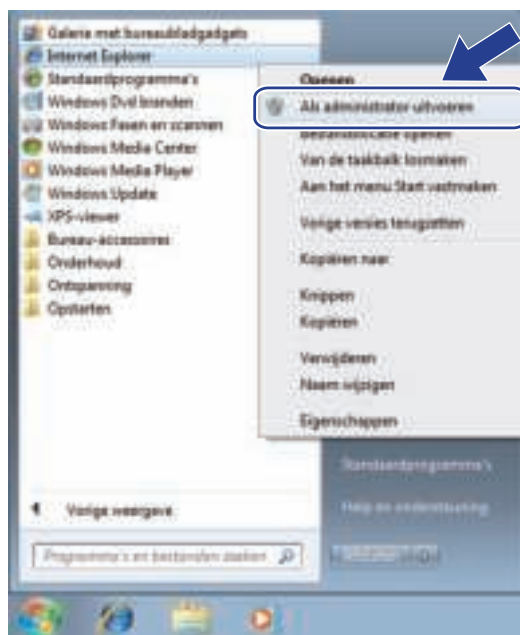 Galerie met bureaubladgadgets
Internet Explorer
Standaardprogramma's
Windows Dvd branden
Windows Faxen en scannen
Windows Media Center
Windows Media Player
Windows Update
XPS-viewer
Bureau-accessoires
Onderhoud
Ontspanning
Opstarten
Vorige weergave
Programma's en bestanden zoeken
Openen
Als administrator uitvoeren
Bestandslocatie openen
Van de taakbalk losmaken
Aan het menu Start vastmaken
Vorige versies terugzetten
Kopiëren naar
Knippen
Kopiëren
Verwijderen
Naam wijzigen
Eigenschappen
Standaardprogramma's
Help en ondersteuning